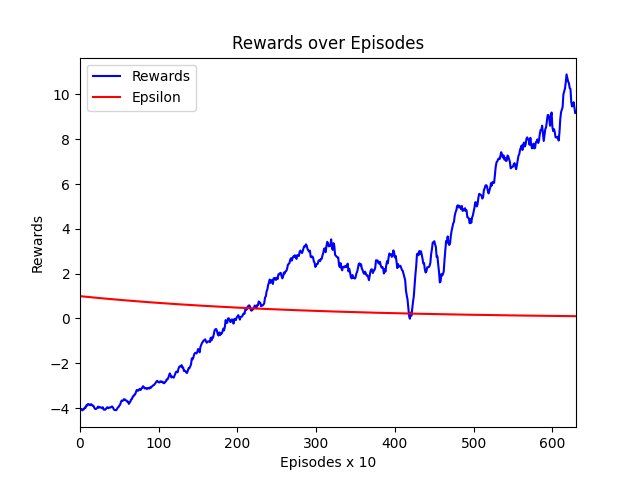 Rewards over Episodes
Rewards
Epsilon
10
8
6
4
2
0
−2
−4
Rewards
0 100 200 300 400 500 600
Episodes x 10